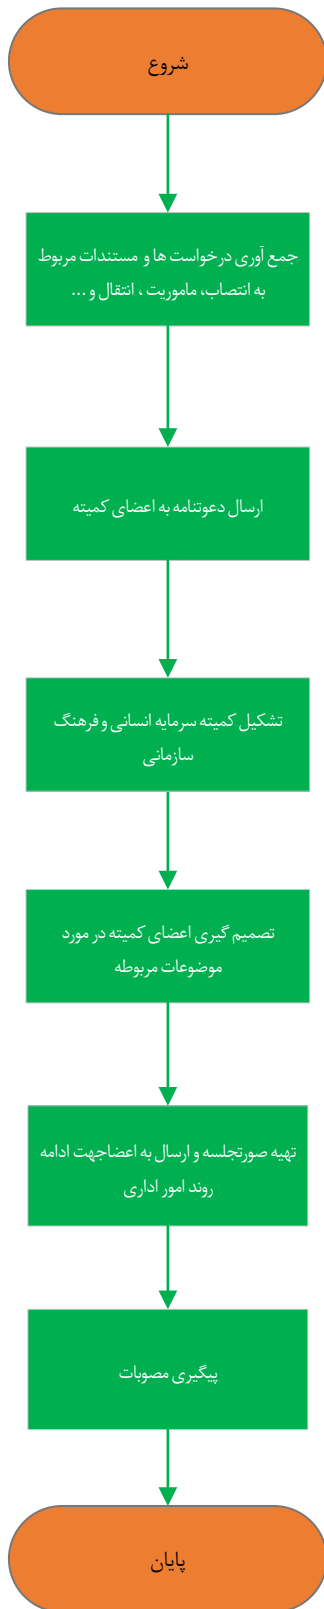 شروع
جمع آوری درخواست ها و مستندات مربوط
به انتصاب، ماموریت ، انتقال و ...
ارسال دعوتنامه به اعضای کمیته
تشکیل کمیته سرمایه انسانی و فرهنگ
سازمانی
تصمیم گیری اعضای کمیته در مورد
موضوعات مربوطه
تهیه صورتجلسه و ارسال به اعضاجهت ادامه
روند امور اداری
پیگیری مصوبات
پایان